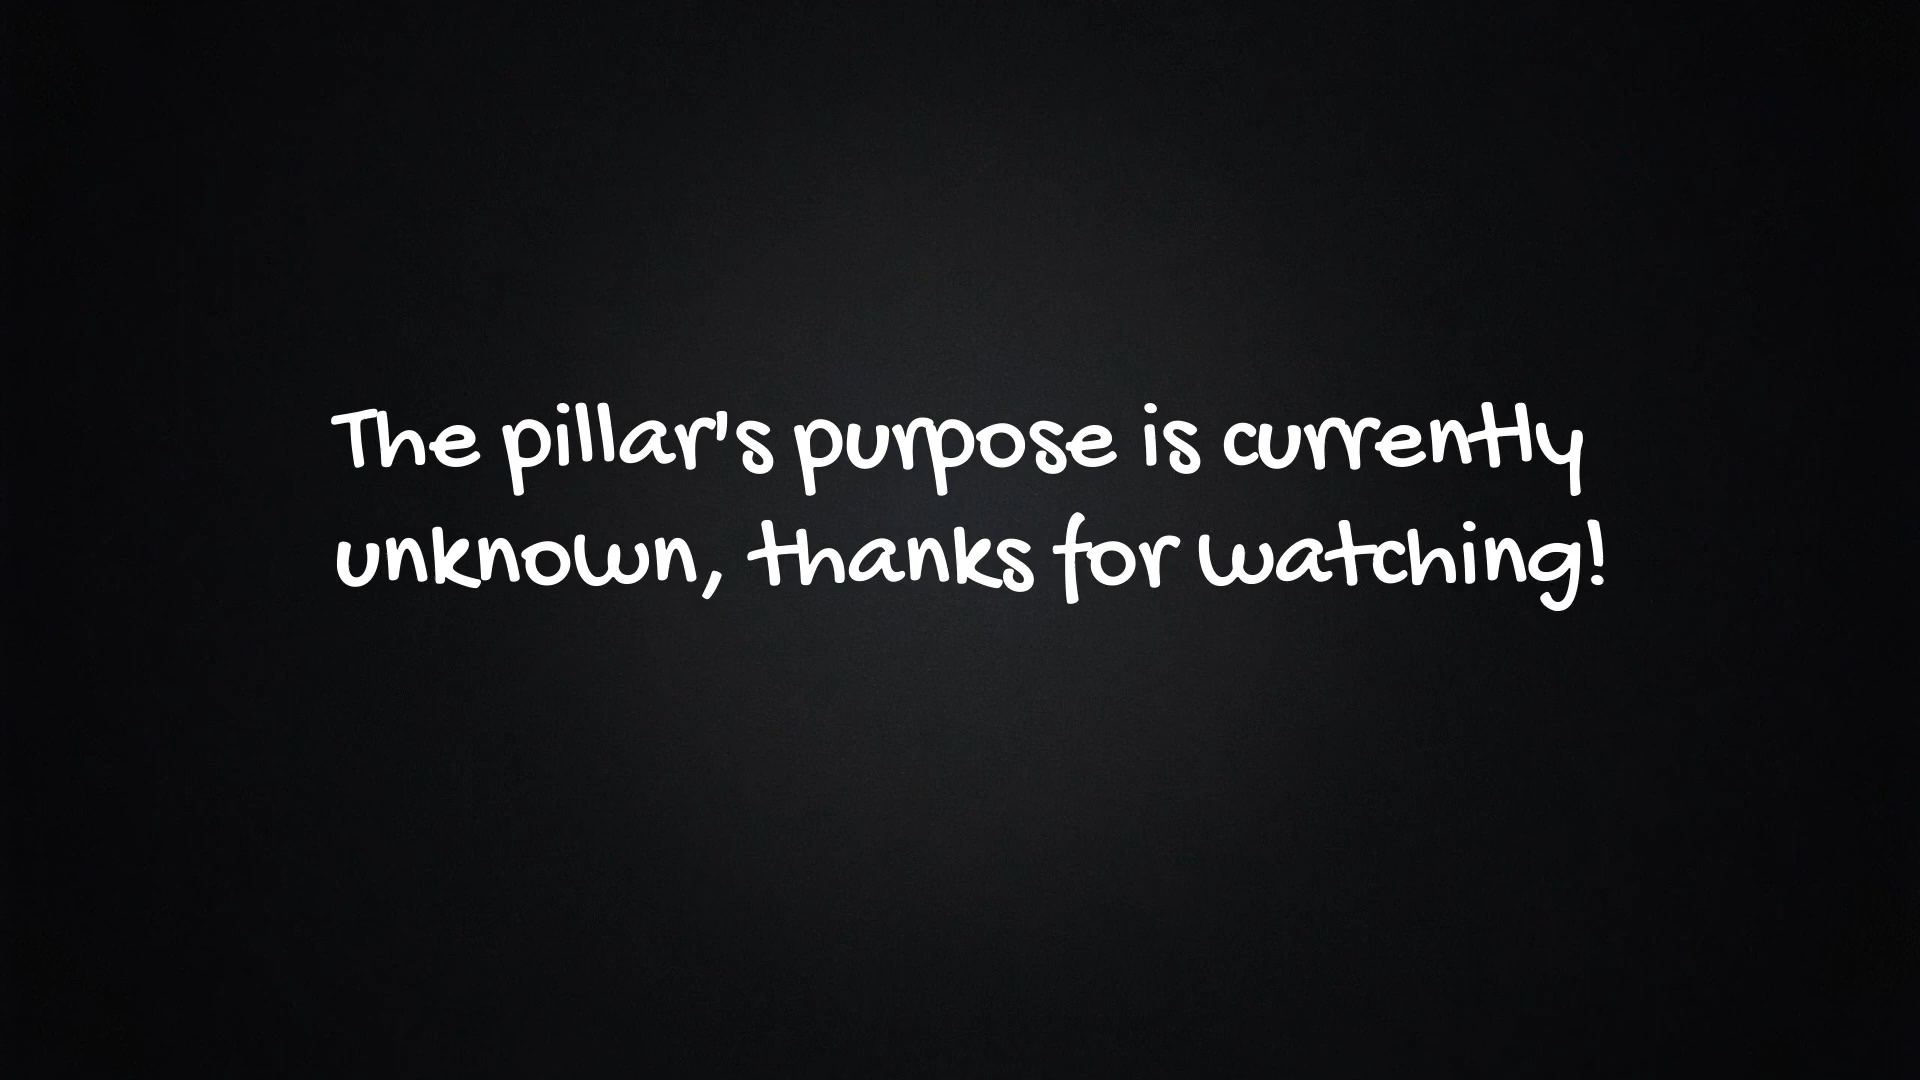 The pillar's purpose is currently
unknown, thanks for watching!